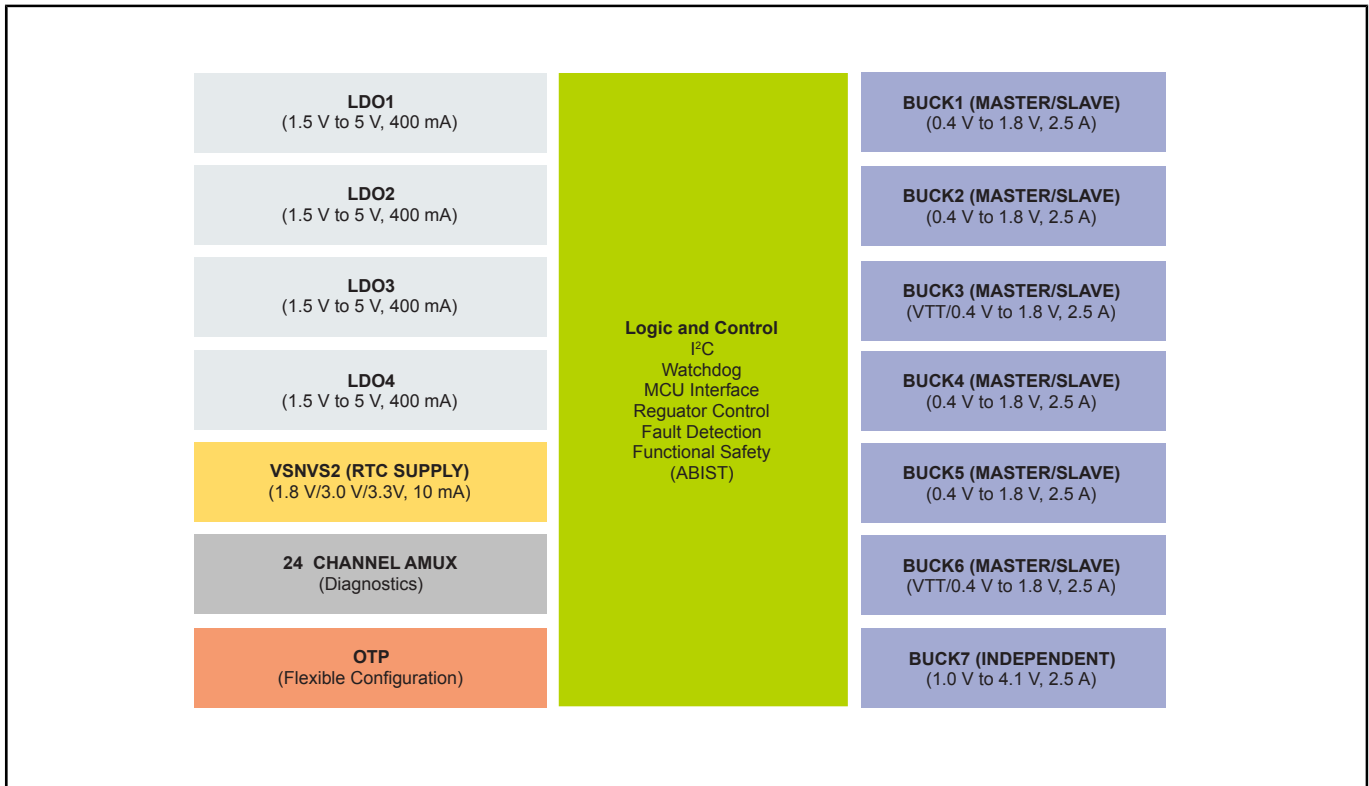 LDO1
(1.5 V to 5 V, 400 mA)
LDO2
(1.5 V to 5 V, 400 mA)
LDO3
(1.5 V to 5 V, 400 mA)
LDO4
(1.5 V to 5 V, 400 mA)
VSNVS2 (RTC SUPPLY)
(1.8 V/3.0 V/3.3V, 10 mA)
24 CHANNEL AMUX
(Diagnostics)
OTP
(Flexible Configuration)
Logic and Control
I²C
Watchdog
MCU Interface
Reguator Control
Fault Detection
Functional Safety
(ABIST)
BUCK1 (MASTER/SLAVE)
(0.4 V to 1.8 V, 2.5 A)
BUCK2 (MASTER/SLAVE)
(0.4 V to 1.8 V, 2.5 A)
BUCK3 (MASTER/SLAVE)
(VTT/0.4 V to 1.8 V, 2.5 A)
BUCK4 (MASTER/SLAVE)
(0.4 V to 1.8 V, 2.5 A)
BUCK5 (MASTER/SLAVE)
(0.4 V to 1.8 V, 2.5 A)
BUCK6 (MASTER/SLAVE)
(VTT/0.4 V to 1.8 V, 2.5 A)
BUCK7 (INDEPENDENT)
(1.0 V to 4.1 V, 2.5 A)